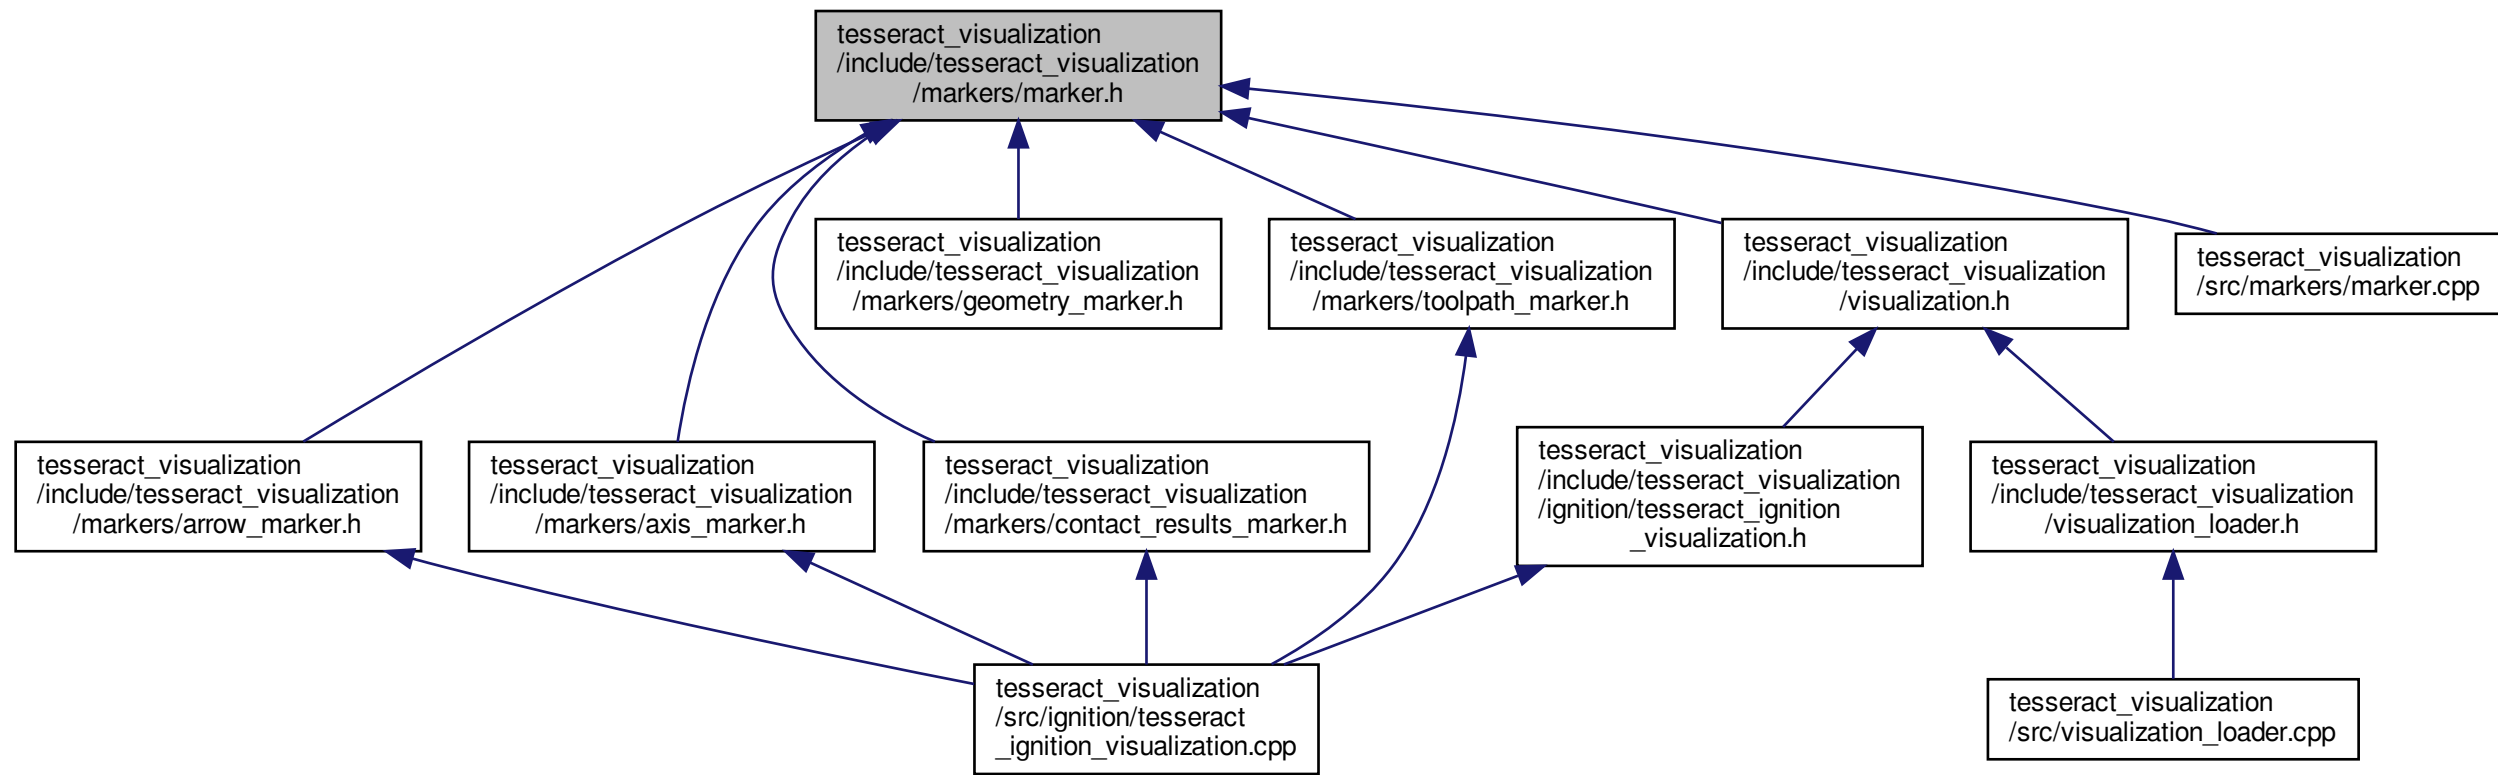 tesseract_visualization
/include/tesseract_visualization
/markers/marker.h
tesseract_visualization
/include/tesseract_visualization
/markers/geometry_marker.h
tesseract_visualization
/include/tesseract_visualization
/markers/toolpath_marker.h
tesseract_visualization
/include/tesseract_visualization
/visualization.h
tesseract_visualization
/src/markers/marker.cpp
tesseract_visualization
/include/tesseract_visualization
/markers/arrow_marker.h
tesseract_visualization
/include/tesseract_visualization
/markers/axis_marker.h
tesseract_visualization
/include/tesseract_visualization
/markers/contact_results_marker.h
tesseract_visualization
/include/tesseract_visualization
/ignition/tesseract_ignition
_visualization.h
tesseract_visualization
/include/tesseract_visualization
/visualization_loader.h
tesseract_visualization
/src/ignition/tesseract
_ignition_visualization.cpp
tesseract_visualization
/src/visualization_loader.cpp